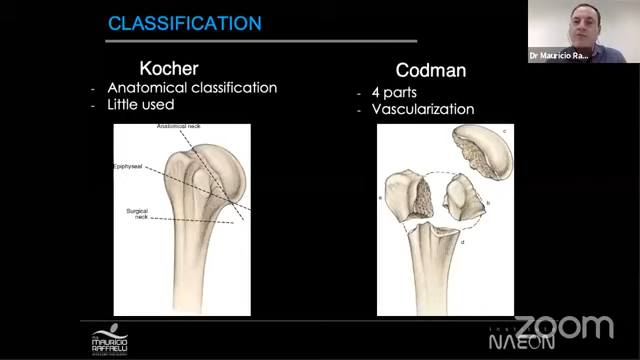 CLASSIFICATION
Dr Mauricio Ra...
Kocher
- Anatomical classification
- Little used
Codman
- 4 parts
- Vascularization
Anatomical neck
Epiphyseal
Surgical
neck
a
b
c
d
MAURÍCIO
RAFFAELLI
zoom
NAEON